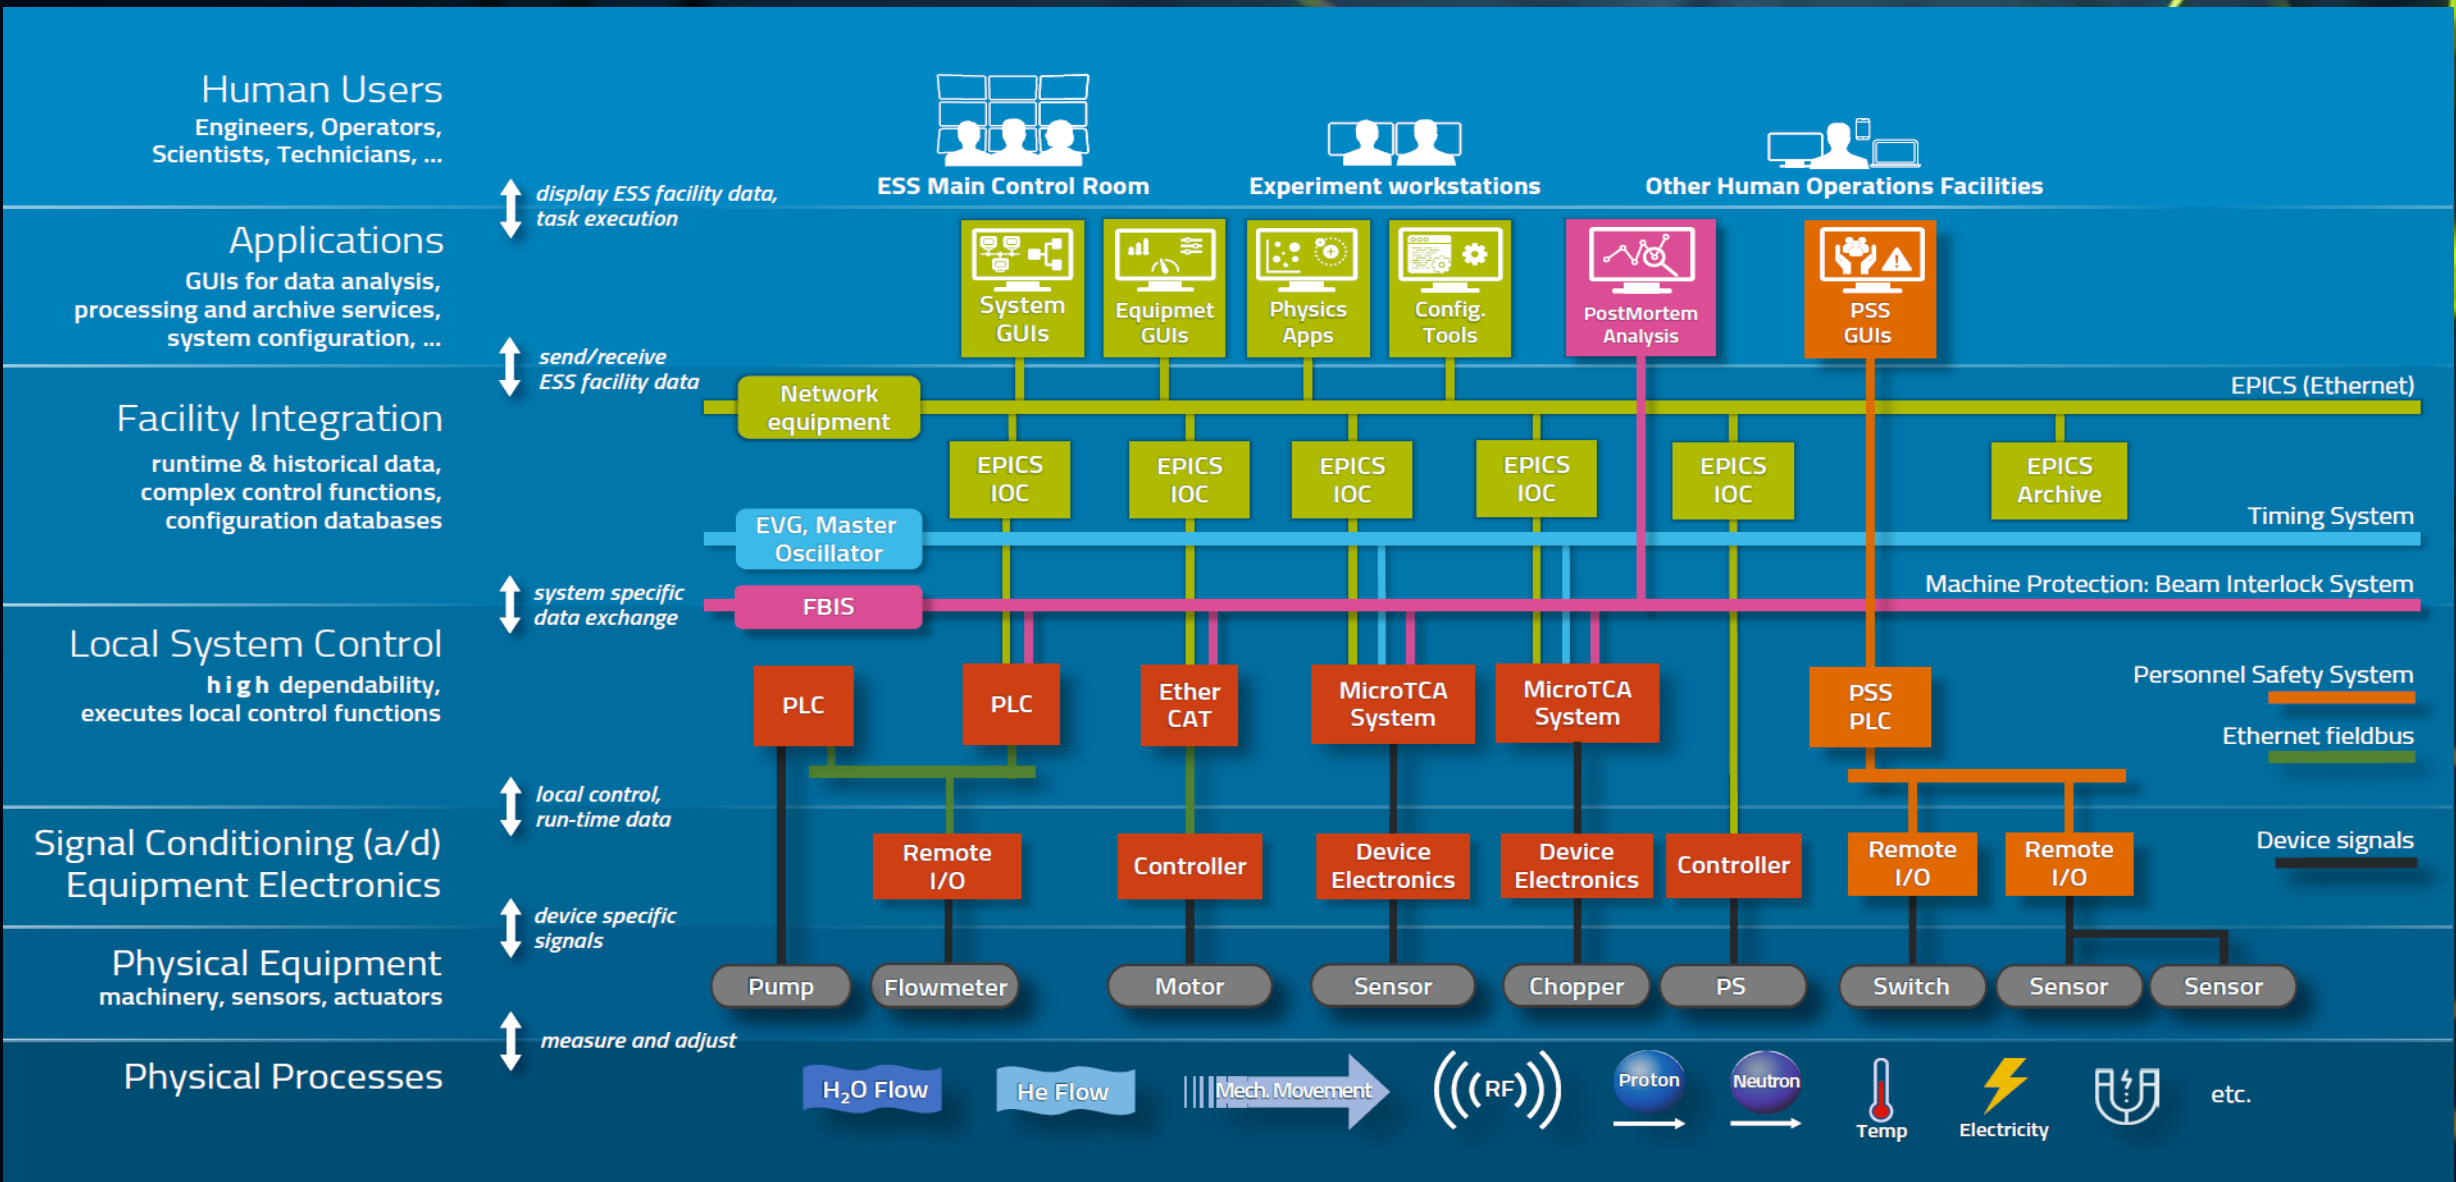 Human Users
Engineers, Operators,
Scientists, Technicians, ...
ESS Main Control Room
Experiment workstations
Other Human Operations Facilities
display ESS facility data,
task execution
Applications
GUIs for data analysis,
processing and archive services,
system configuration, ...
System
GUIs
Equipmet
GUIs
Physics
Apps
Config.
Tools
PostMortem
Analysis
PSS
GUIs
send/receive
ESS facility data
Facility Integration
runtime & historical data,
complex control functions,
configuration databases
Network
equipment
EPICS (Ethernet)
EPICS
IOC
EPICS
IOC
EPICS
IOC
EPICS
IOC
EPICS
IOC
EPICS
Archive
EVG, Master
Oscillator
Timing System
system specific
data exchange
FBIS
Machine Protection: Beam Interlock System
Local System Control
high dependability,
executes local control functions
PLC
PLC
Ether
CAT
MicroTCA
System
MicroTCA
System
PSS
PLC
Personnel Safety System
Ethernet fieldbus
local control,
run-time data
Signal Conditioning (a/d)
Equipment Electronics
Remote
I/O
Controller
Device
Electronics
Device
Electronics
Controller
Remote
I/O
Remote
I/O
Device signals
device specific
signals
Physical Equipment
machinery, sensors, actuators
Pump
Flowmeter
Motor
Sensor
Chopper
PS
Switch
Sensor
Sensor
measure and adjust
Physical Processes
H₂O Flow
He Flow
Mech. Movement
RF
Proton
Neutron
Temp
Electricity
etc.